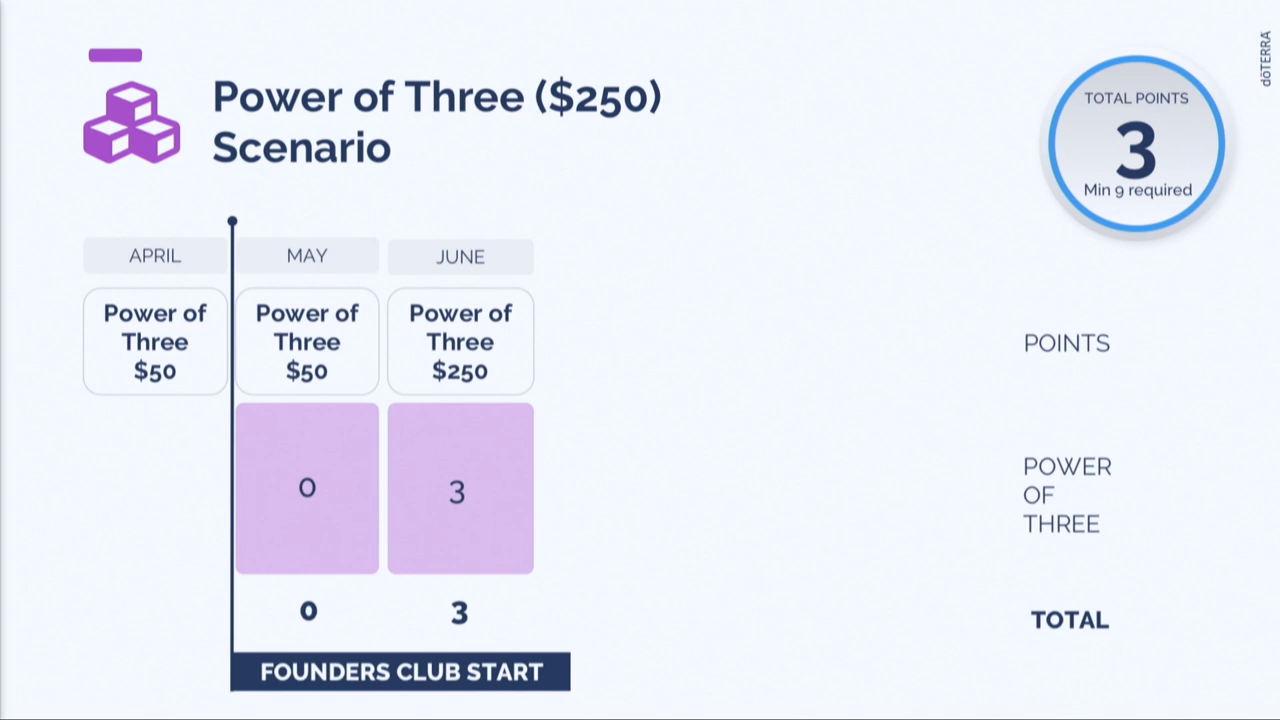 dōTERRA
Power of Three ($250)
Scenario
TOTAL POINTS
3
Min 9 required
APRIL
MAY
JUNE
Power of
Three
$50
Power of
Three
$50
Power of
Three
$250
POINTS
0
3
POWER
OF
THREE
0
3
TOTAL
FOUNDERS CLUB START